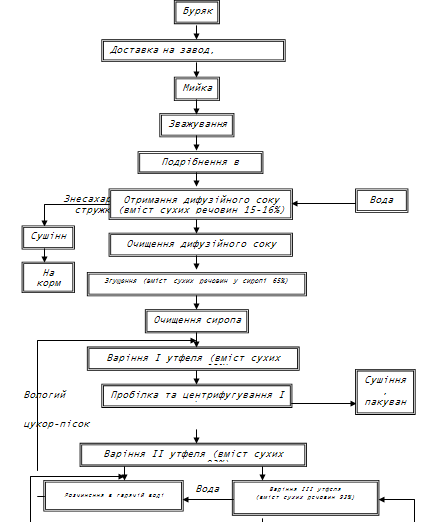 Буряк
Доставка на завод,
Мийка
Зважування
Подрібнення в
Знесахар
стружк
Отримання дифузійного соку
(вміст сухих речовин 15-16%)
Вода
Сушінн
Очищення дифузійного соку
На
корм
Згущення (вміст сухих речовин у сиропі 65%)
Очищення сиропа
Варіння I утфеля (вміст сухих
Вологий
цукор-пісок
Пробілка та центрифугування I
Сушіння
,
пакуван
Варіння II утфеля (вміст сухих
Розчинення в гарячій воді
Вода
Варіння III утфеля
(вміст сухих речовин 93%)